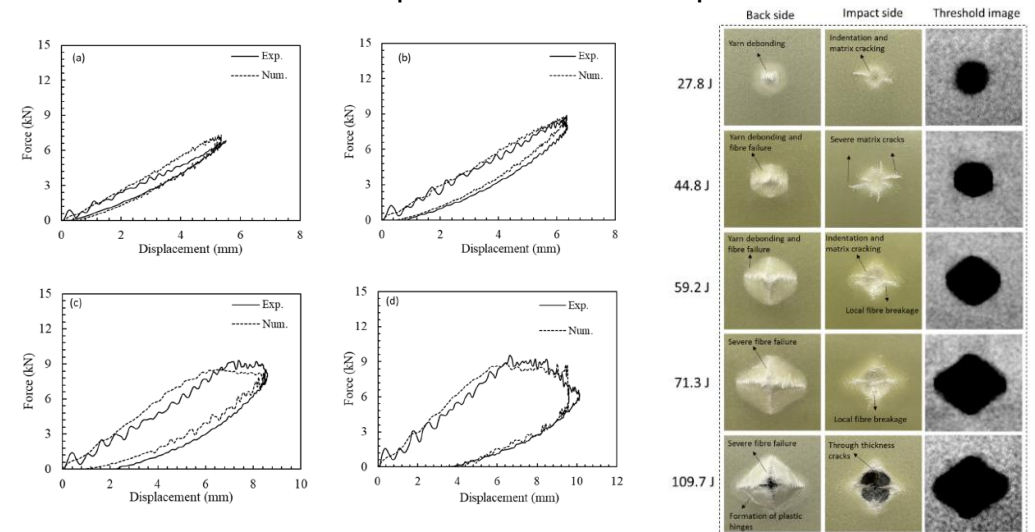 (a)
Exp.
Num.
Force (kN)
15
12
9
6
3
0
0 2 4 6 8
Displacement (mm)
(b)
Exp.
Num.
Force (kN)
15
12
9
6
3
0
0 2 4 6 8
Displacement (mm)
(c)
Exp.
Num.
Force (kN)
15
12
9
6
3
0
0 2 4 6 8 10
Displacement (mm)
(d)
Exp.
Num.
Force (kN)
15
12
9
6
3
0
0 2 4 6 8 10 12
Displacement (mm)
Back side Impact side Threshold image
27.8 J
Yarn debonding
Indentation and
matrix cracking
44.8 J
Yarn debonding and
fibre failure
Severe matrix cracks
59.2 J
Yarn debonding and
fibre failure
Indentation and
matrix cracking
Local fibre breakage
71.3 J
Severe fibre failure
Local fibre breakage
109.7 J
Severe fibre failure
Formation of plastic
hinges
Through thickness
cracks